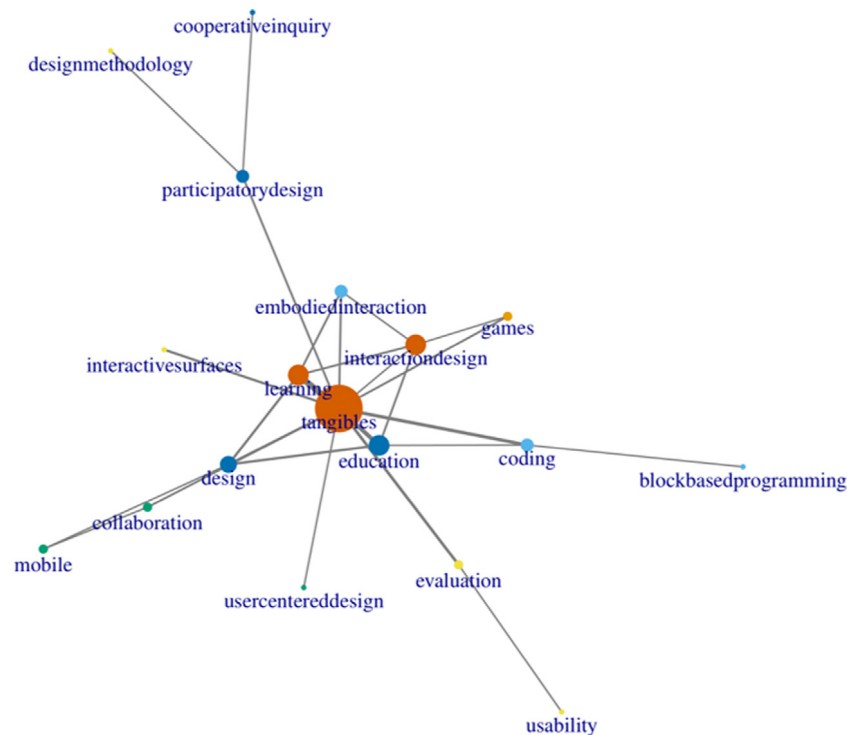 cooperativeinquiry
designmethodology
participatorydesign
embodiedinteraction
games
interactiondesign
interactivesurfaces
learning
tangibles
education
coding
design
blockbasedprogramming
collaboration
mobile
evaluation
usercentereddesign
usability